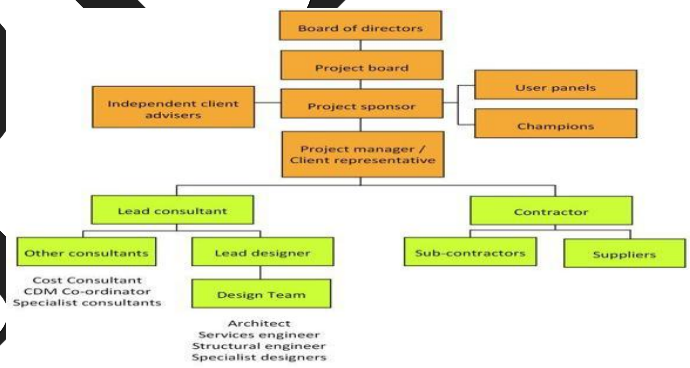 Board of directors
Project board
Independent client
advisers
Project sponsor
User panels
Champions
Project manager /
Client representative
Lead consultant
Contractor
Other consultants
Lead designer
Sub-contractors
Suppliers
Cost Consultant
CDM Co-ordinator
Specialist consultants
Design Team
Architect
Services engineer
Structural engineer
Specialist designers